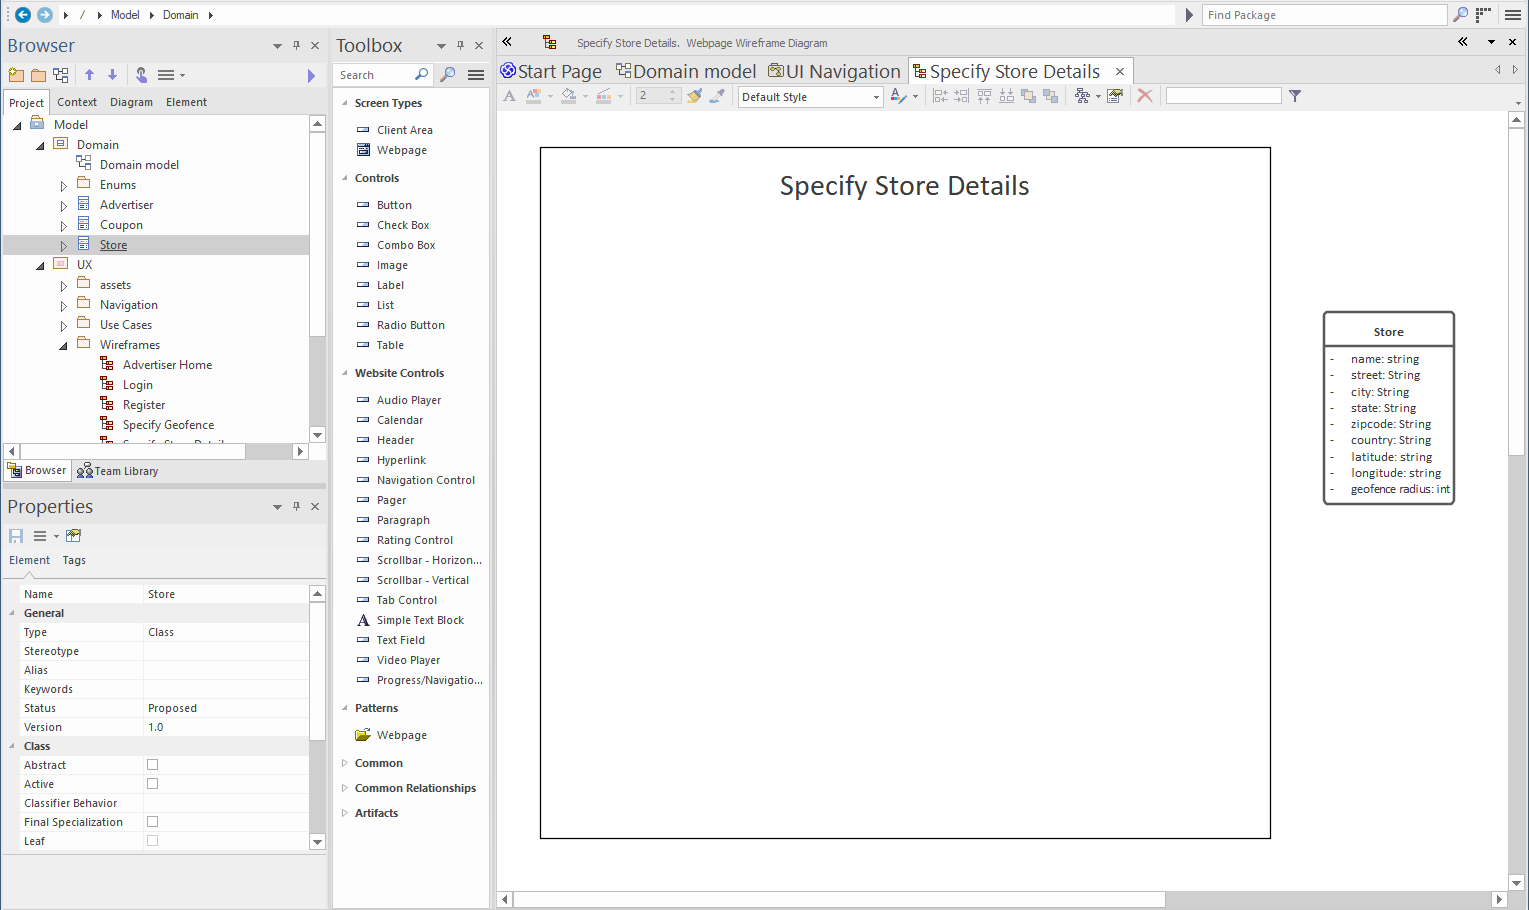 / Model Domain
Find Package
Browser
Project Context Diagram Element
Model
Domain
Domain model
Enums
Advertiser
Coupon
Store
UX
assets
Navigation
Use Cases
Wireframes
Advertiser Home
Login
Register
Specify Geofence
Browser Team Library
Properties
Element Tags
Name Store
General
Type Class
Stereotype
Alias
Keywords
Status Proposed
Version 1.0
Class
Abstract
Active
Classifier Behavior
Final Specialization
Leaf
Toolbox
Search
Screen Types
Client Area
Webpage
Controls
Button
Check Box
Combo Box
Image
Label
List
Radio Button
Table
Website Controls
Audio Player
Calendar
Header
Hyperlink
Navigation Control
Pager
Paragraph
Rating Control
Scrollbar - Horizon...
Scrollbar - Vertical
Tab Control
A Simple Text Block
Text Field
Video Player
Progress/Navigatio...
Patterns
Webpage
Common
Common Relationships
Artifacts
Specify Store Details. Webpage Wireframe Diagram
Start Page Domain model UI Navigation Specify Store Details
2 Default Style
Specify Store Details
Store
- name: string
- street: String
- city: String
- state: String
- zipcode: String
- country: String
- latitude: string
- longitude: string
- geofence radius: int